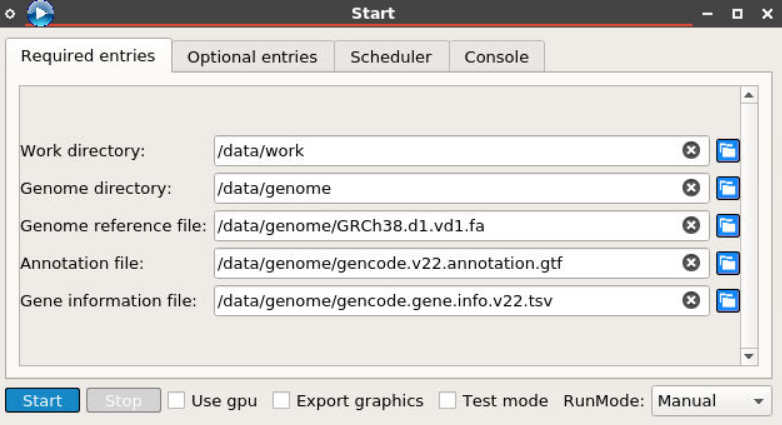 Start
Required entries Optional entries Scheduler Console
Work directory: /data/work
Genome directory: /data/genome
Genome reference file: /data/genome/GRCh38.d1.vd1.fa
Annotation file: /data/genome/gencode.v22.annotation.gtf
Gene information file: /data/genome/gencode.gene.info.v22.tsv
Start Stop Use gpu Export graphics Test mode RunMode: Manual